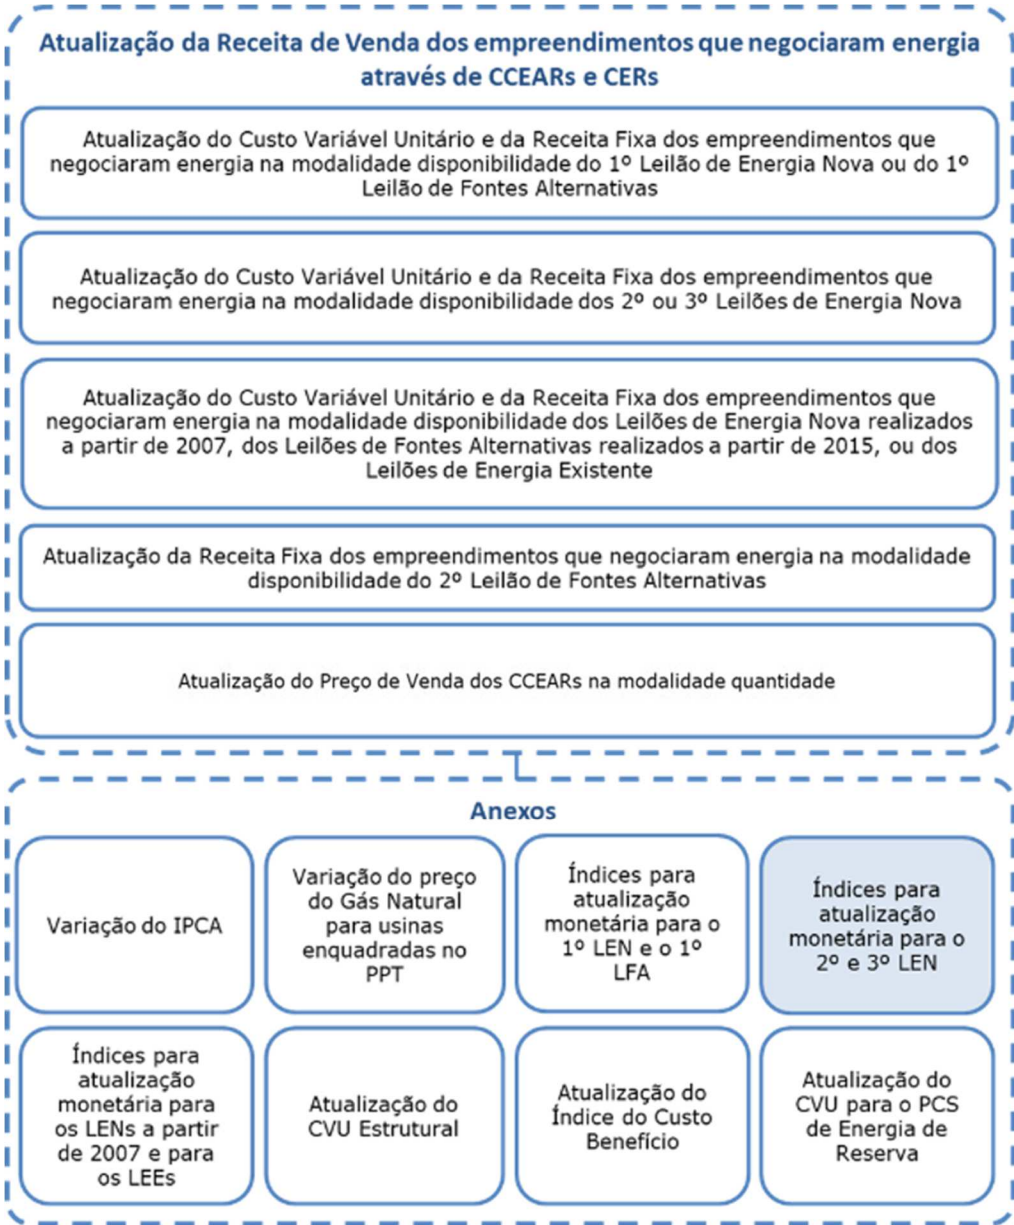 Atualização da Receita de Venda dos empreendimentos que negociaram energia
através de CCEARs e CERs
Atualização do Custo Variável Unitário e da Receita Fixa dos empreendimentos que
negociaram energia na modalidade disponibilidade do 1º Leilão de Energia Nova ou do 1º
Leilão de Fontes Alternativas
Atualização do Custo Variável Unitário e da Receita Fixa dos empreendimentos que
negociaram energia na modalidade disponibilidade dos 2º ou 3º Leilões de Energia Nova
Atualização do Custo Variável Unitário e da Receita Fixa dos empreendimentos que
negociaram energia na modalidade disponibilidade dos Leilões de Energia Nova realizados
a partir de 2007, dos Leilões de Fontes Alternativas realizados a partir de 2015, ou dos
Leilões de Energia Existente
Atualização da Receita Fixa dos empreendimentos que negociaram energia na modalidade
disponibilidade do 2º Leilão de Fontes Alternativas
Atualização do Preço de Venda dos CCEARs na modalidade quantidade
Anexos
Variação do IPCA
Variação do preço
do Gás Natural
para usinas
enquadradas no
PPT
Índices para
atualização
monetária para o
1º LEN e o 1º
LFA
Índices para
atualização
monetária para o
2º e 3º LEN
Índices para
atualização
monetária para
os LENs a partir
de 2007 e para
os LEEs
Atualização do
CVU Estrutural
Atualização do
Índice do Custo
Benefício
Atualização do
CVU para o PCS
de Energia de
Reserva